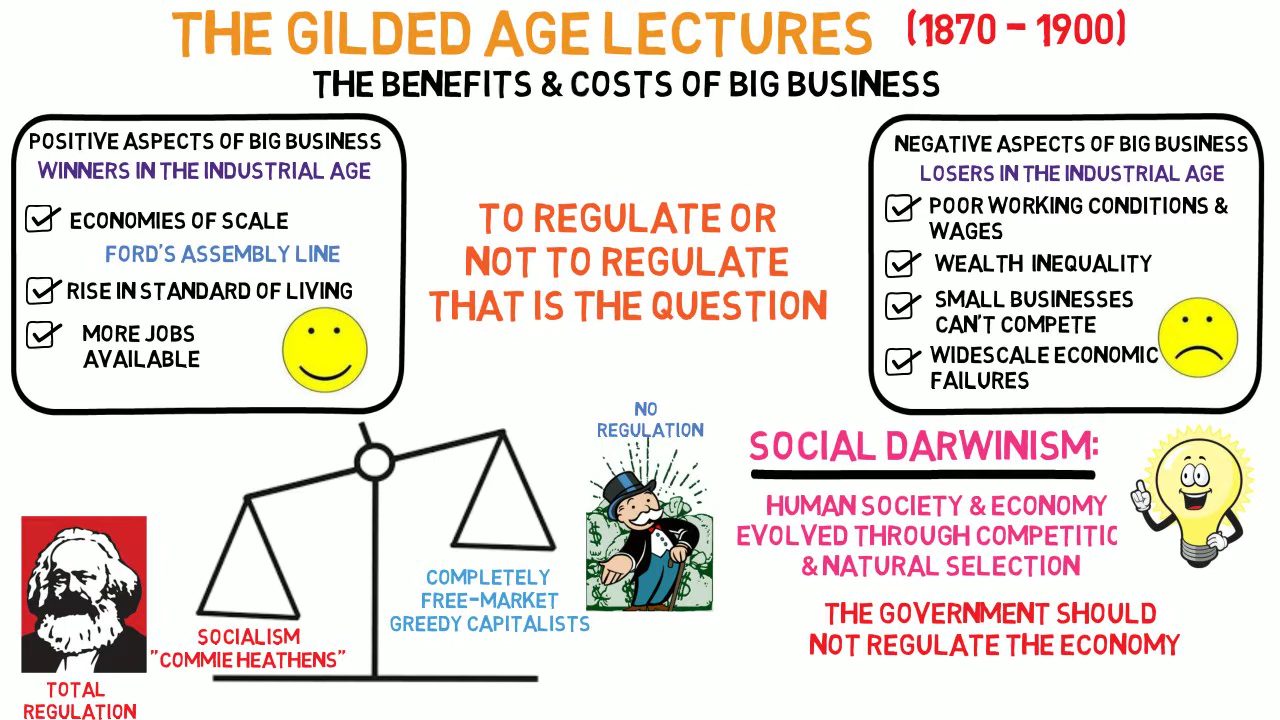 THE GILDED AGE LECTURES (1870 - 1900)
THE BENEFITS & COSTS OF BIG BUSINESS
POSITIVE ASPECTS OF BIG BUSINESS
WINNERS IN THE INDUSTRIAL AGE
ECONOMIES OF SCALE
FORD'S ASSEMBLY LINE
RISE IN STANDARD OF LIVING
MORE JOBS
AVAILABLE
TO REGULATE OR
NOT TO REGULATE
THAT IS THE QUESTION
NEGATIVE ASPECTS OF BIG BUSINESS
LOSERS IN THE INDUSTRIAL AGE
POOR WORKING CONDITIONS &
WAGES
WEALTH INEQUALITY
SMALL BUSINESSES
CAN'T COMPETE
WIDESCALE ECONOMIC
FAILURES
TOTAL
REGULATION
SOCIALISM
"COMMIE HEATHENS"
COMPLETELY
FREE-MARKET
GREEDY CAPITALISTS
NO
REGULATION
SOCIAL DARWINISM:
HUMAN SOCIETY & ECONOMY
EVOLVED THROUGH COMPETITIC
& NATURAL SELECTION
THE GOVERNMENT SHOULD
NOT REGULATE THE ECONOMY